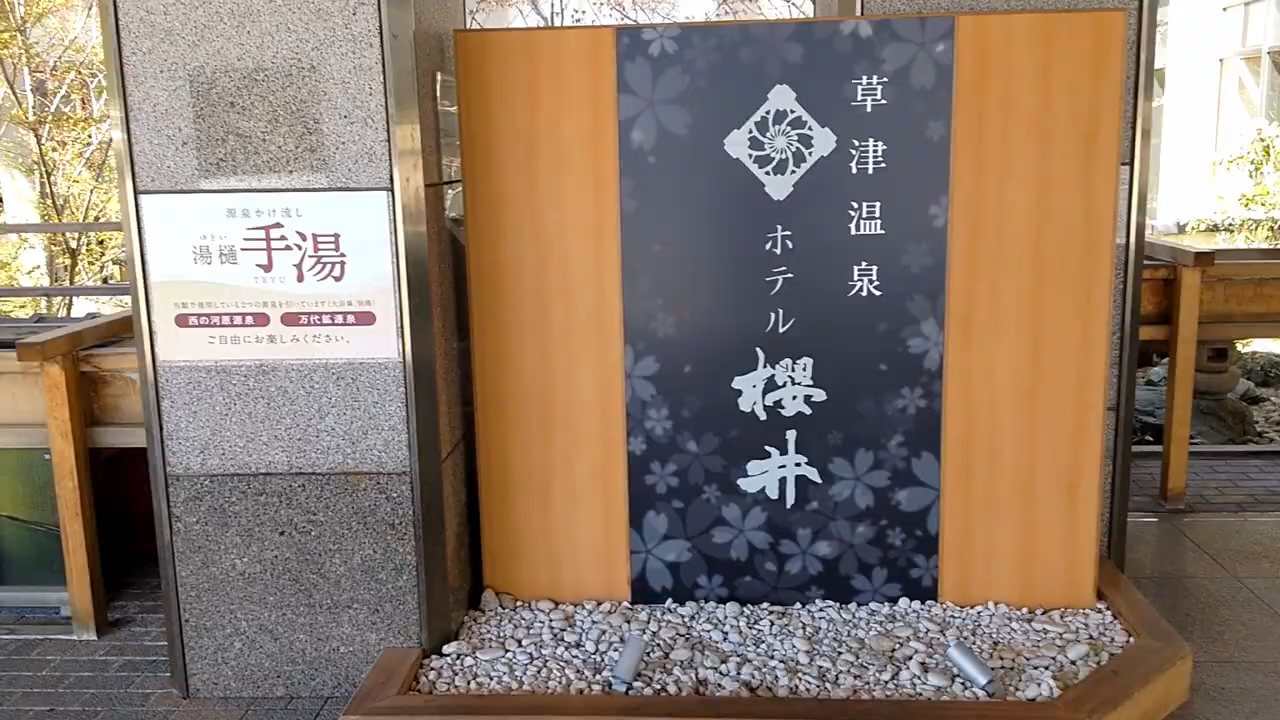 草津温泉
ホテル
櫻井
源泉かけ流し
ゆとい
湯樋手湯
TEYU
西の河原源泉 万代鉱源泉
ご自由にお楽しみください。